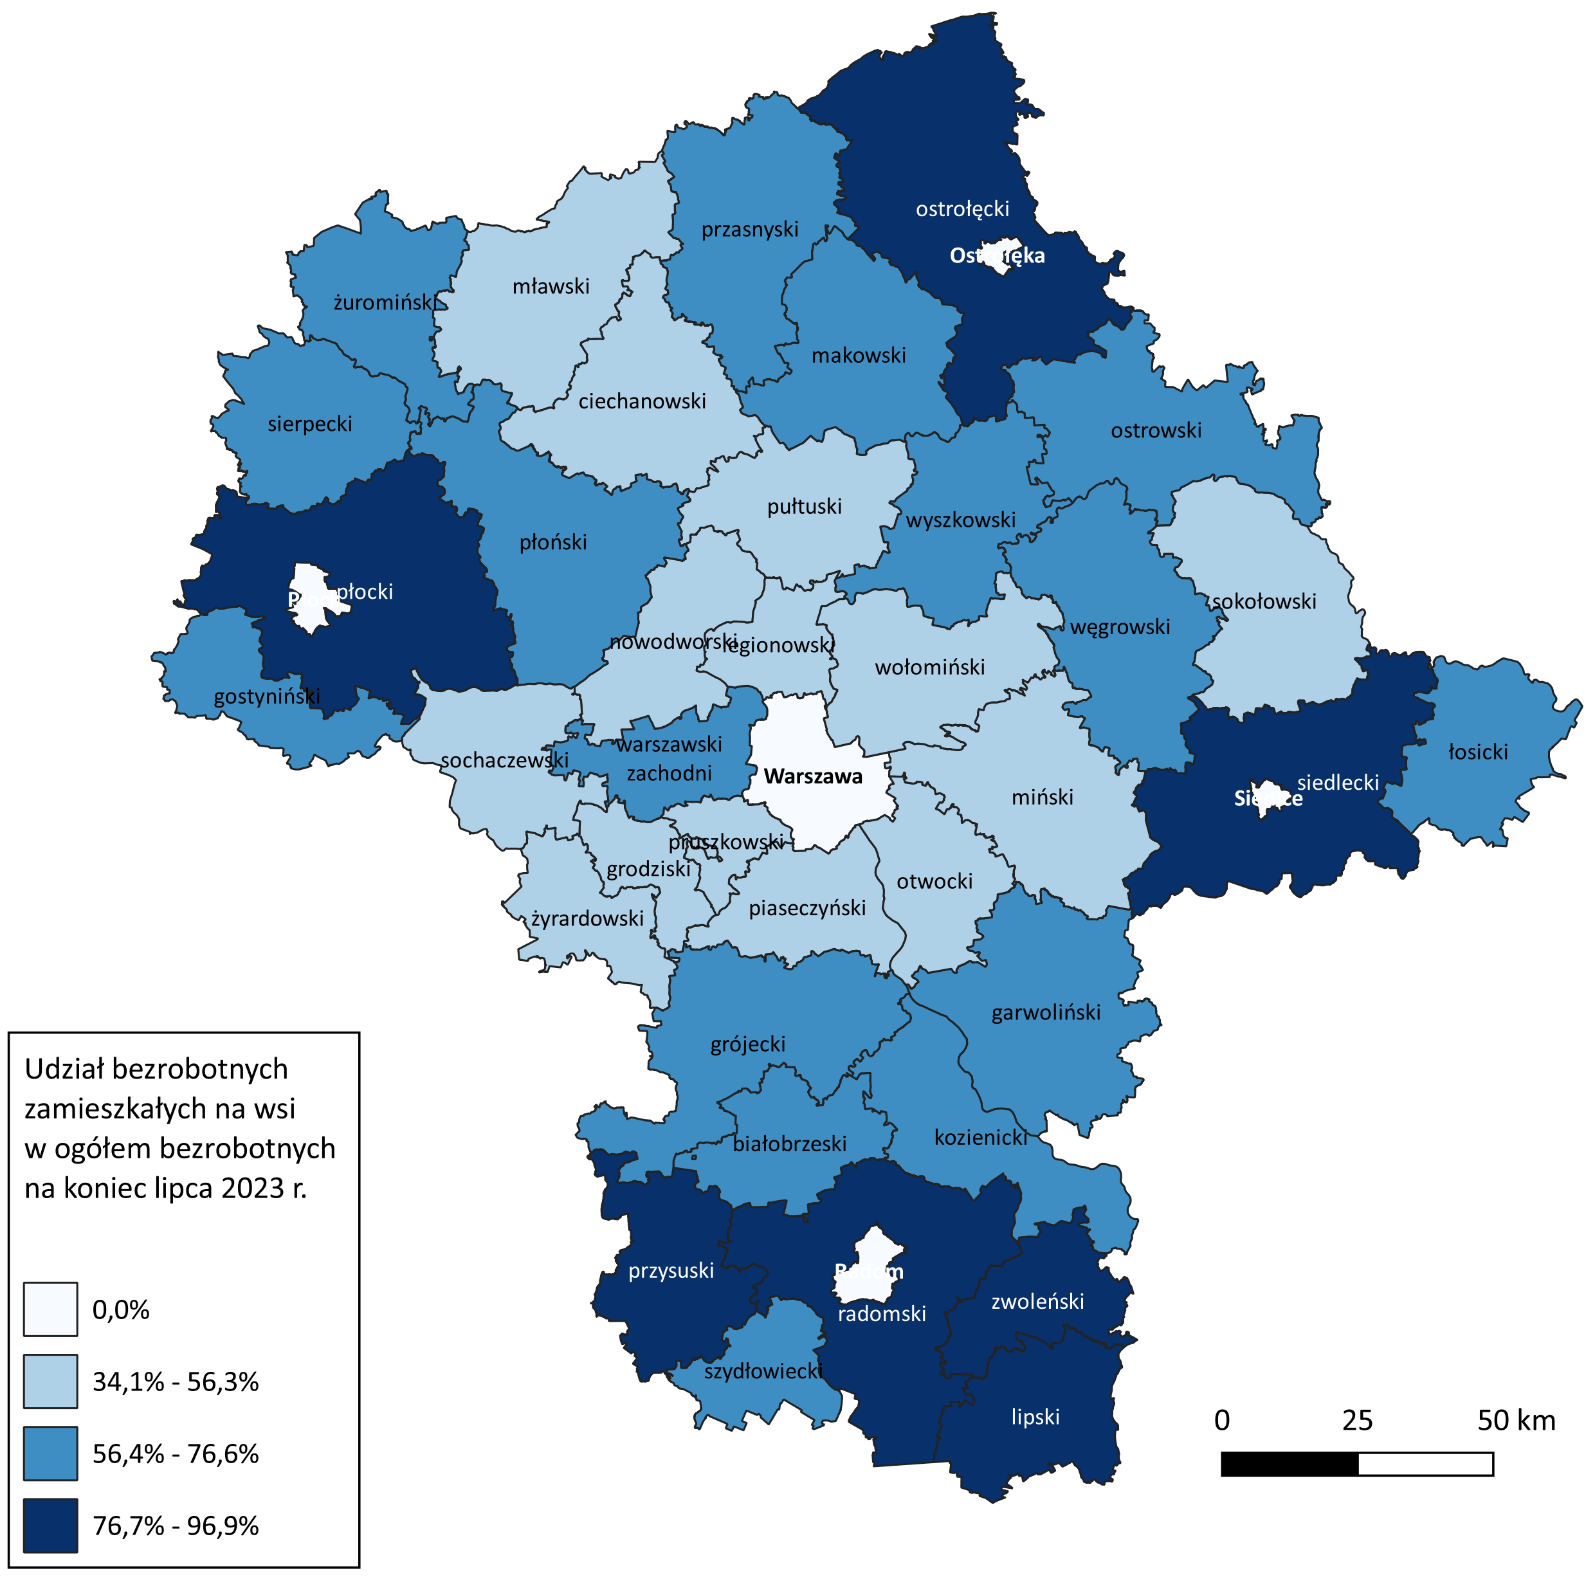 ostrołęcki
przasnyski
Ostrołęka
mławski
żuromiński
makowski
ciechanowski
sierpecki
ostrowski
pułtuski
wyszkowski
płoński
płocki
sokołowski
węgrowski
nowodworski
legionowski
wołomiński
gostyniński
warszawski
zachodni
sochaczewski
łosicki
Warszawa
siedlecki
Siedlce
miński
pruszkowski
grodziski
otwocki
piaseczyński
żyrardowski
garwoliński
grójecki
kozienicki
białobrzeski
przysuski
Radom
zwoleński
radomski
szydłowiecki
lipski
Udział bezrobotnych
zamieszkałych na wsi
w ogółem bezrobotnych
na koniec lipca 2023 r.
0,0%
34,1% - 56,3%
56,4% - 76,6%
76,7% - 96,9%
0 25 50 km